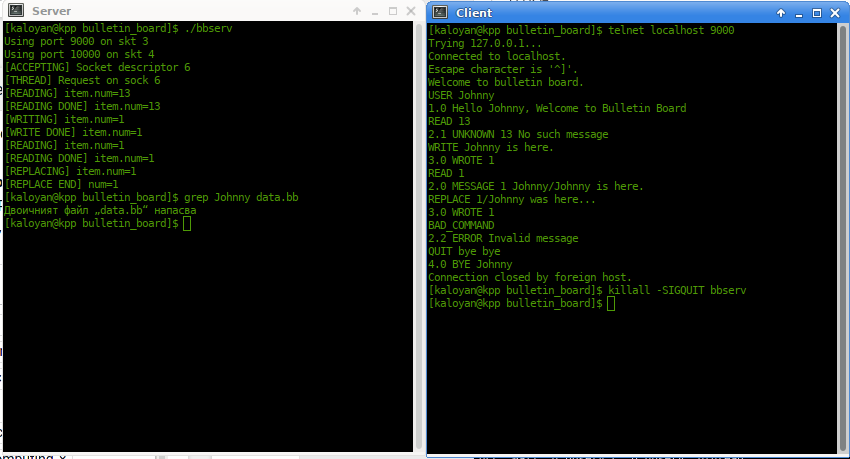 Server
[kaloyan@kpp bulletin_board]$ ./bbserv
Using port 9000 on skt 3
Using port 10000 on skt 4
[ACCEPTING] Socket descriptor 6
[THREAD] Request on sock 6
[READING] item.num=13
[READING DONE] item.num=13
[WRITING] item.num=1
[WRITE DONE] item.num=1
[READING] item.num=1
[READING DONE] item.num=1
[REPLACING] item.num=1
[REPLACE END] num=1
[kaloyan@kpp bulletin_board]$ grep Johnny data.bb
Двоичният файл „data.bb“ напасва
[kaloyan@kpp bulletin_board]$
Client
[kaloyan@kpp bulletin_board]$ telnet localhost 9000
Trying 127.0.0.1...
Connected to localhost.
Escape character is '^]'.
Welcome to bulletin board.
USER Johnny
1.0 Hello Johnny, Welcome to Bulletin Board
READ 13
2.1 UNKNOWN 13 No such message
WRITE Johnny is here.
3.0 WROTE 1
READ 1
2.0 MESSAGE 1 Johnny/Johnny is here.
REPLACE 1/Johnny was here...
3.0 WROTE 1
BAD_COMMAND
2.2 ERROR Invalid message
QUIT bye bye
4.0 BYE Johnny
Connection closed by foreign host.
[kaloyan@kpp bulletin_board]$ killall -SIGQUIT bbserv
[kaloyan@kpp bulletin_board]$